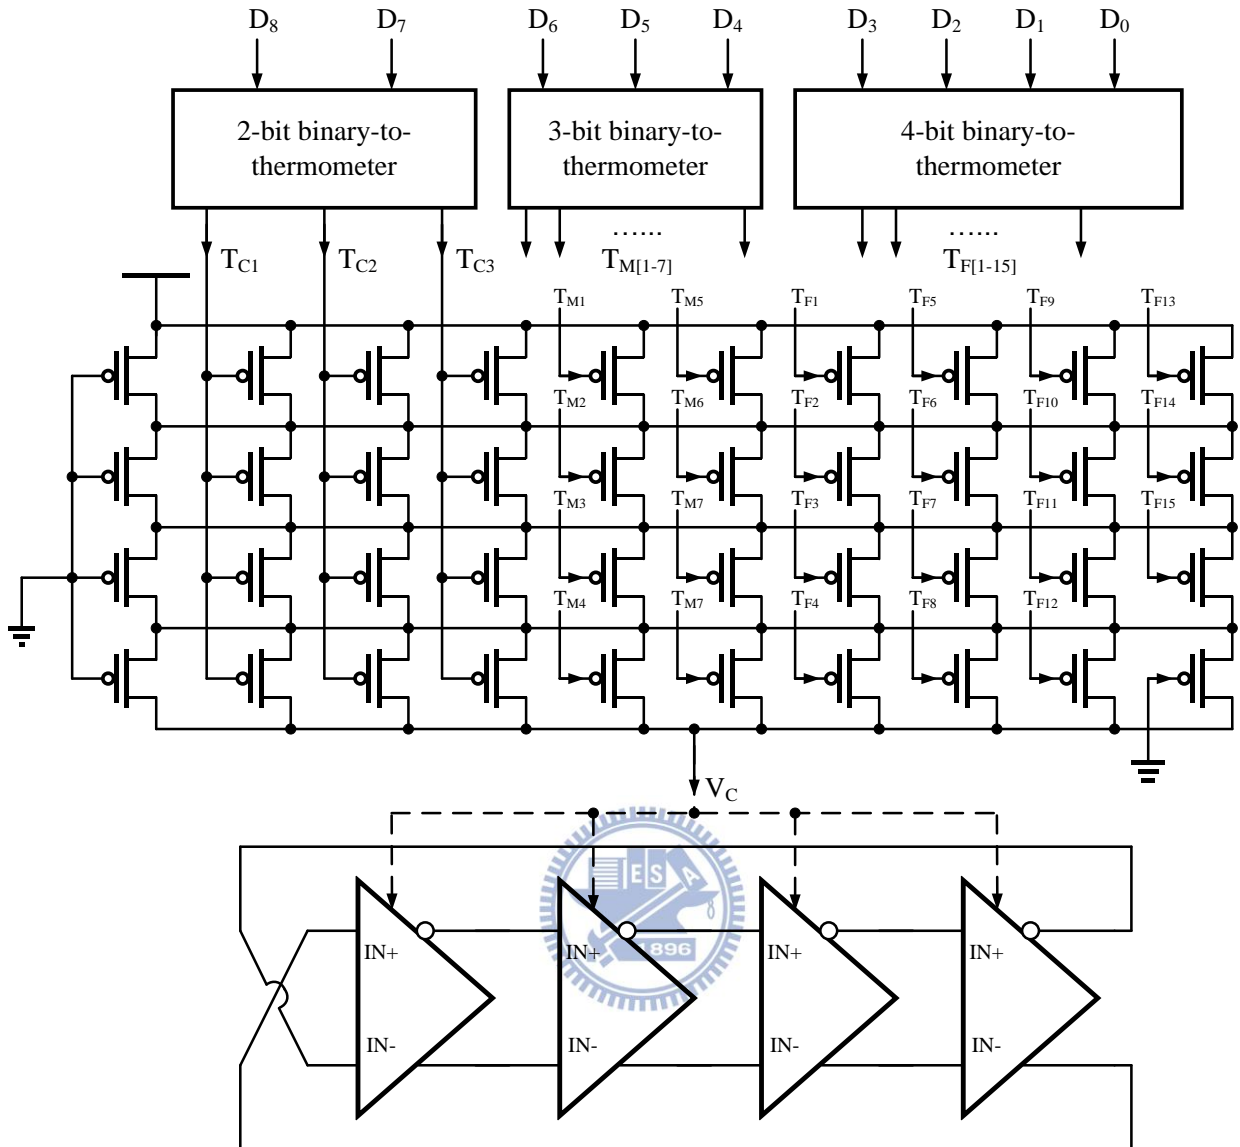 D8 D7 D6 D5 D4 D3 D2 D1 D0
2-bit binary-to-
thermometer
3-bit binary-to-
thermometer
4-bit binary-to-
thermometer
TC1 TC2 TC3 ...... TM[1-7] ...... TF[1-15]
TM1 TM5 TF1 TF5 TF9 TF13
TM2 TM6 TF2 TF6 TF10 TF14
TM3 TM7 TF3 TF7 TF11 TF15
TM4 TM7 TF4 TF8 TF12
VC
ESA
IN+ IN+ IN+ IN+
1896
IN- IN- IN- IN-